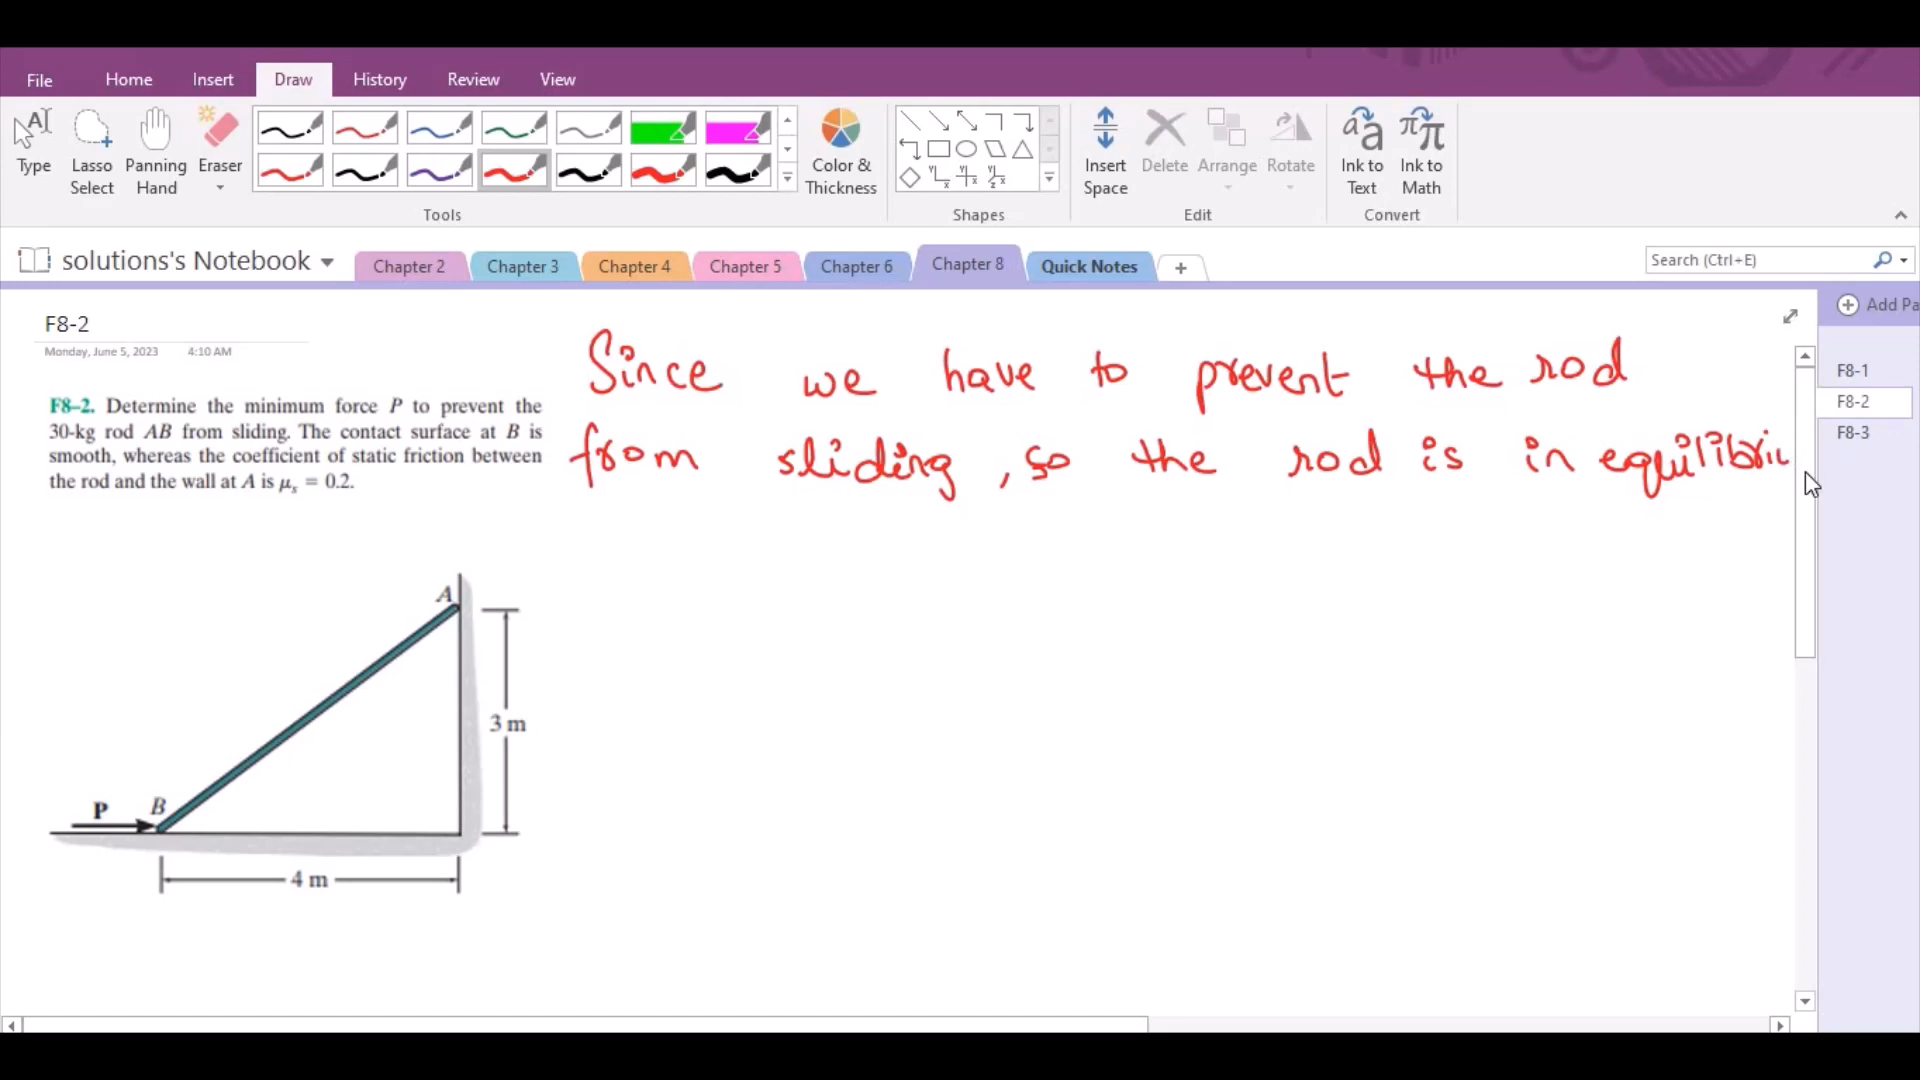 File Home Insert Draw History Review View
Type
Lasso Select
Panning Hand
Eraser
Color & Thickness
Insert Space
Delete
Arrange
Rotate
Ink to Text
Ink to Math
Tools Shapes Edit Convert
solutions's Notebook
Chapter 2 Chapter 3 Chapter 4 Chapter 5 Chapter 6 Chapter 8 Quick Notes +
Search (Ctrl+E)
Add Pa
F8-1
F8-2
F8-3
F8-2
Monday, June 5, 2023 4:10 AM
F8–2. Determine the minimum force P to prevent the
30-kg rod AB from sliding. The contact surface at B is
smooth, whereas the coefficient of static friction between
the rod and the wall at A is μs = 0.2.
Since we have to prevent the rod
from sliding, so the rod is in equilibriu
A
3 m
P B
4 m